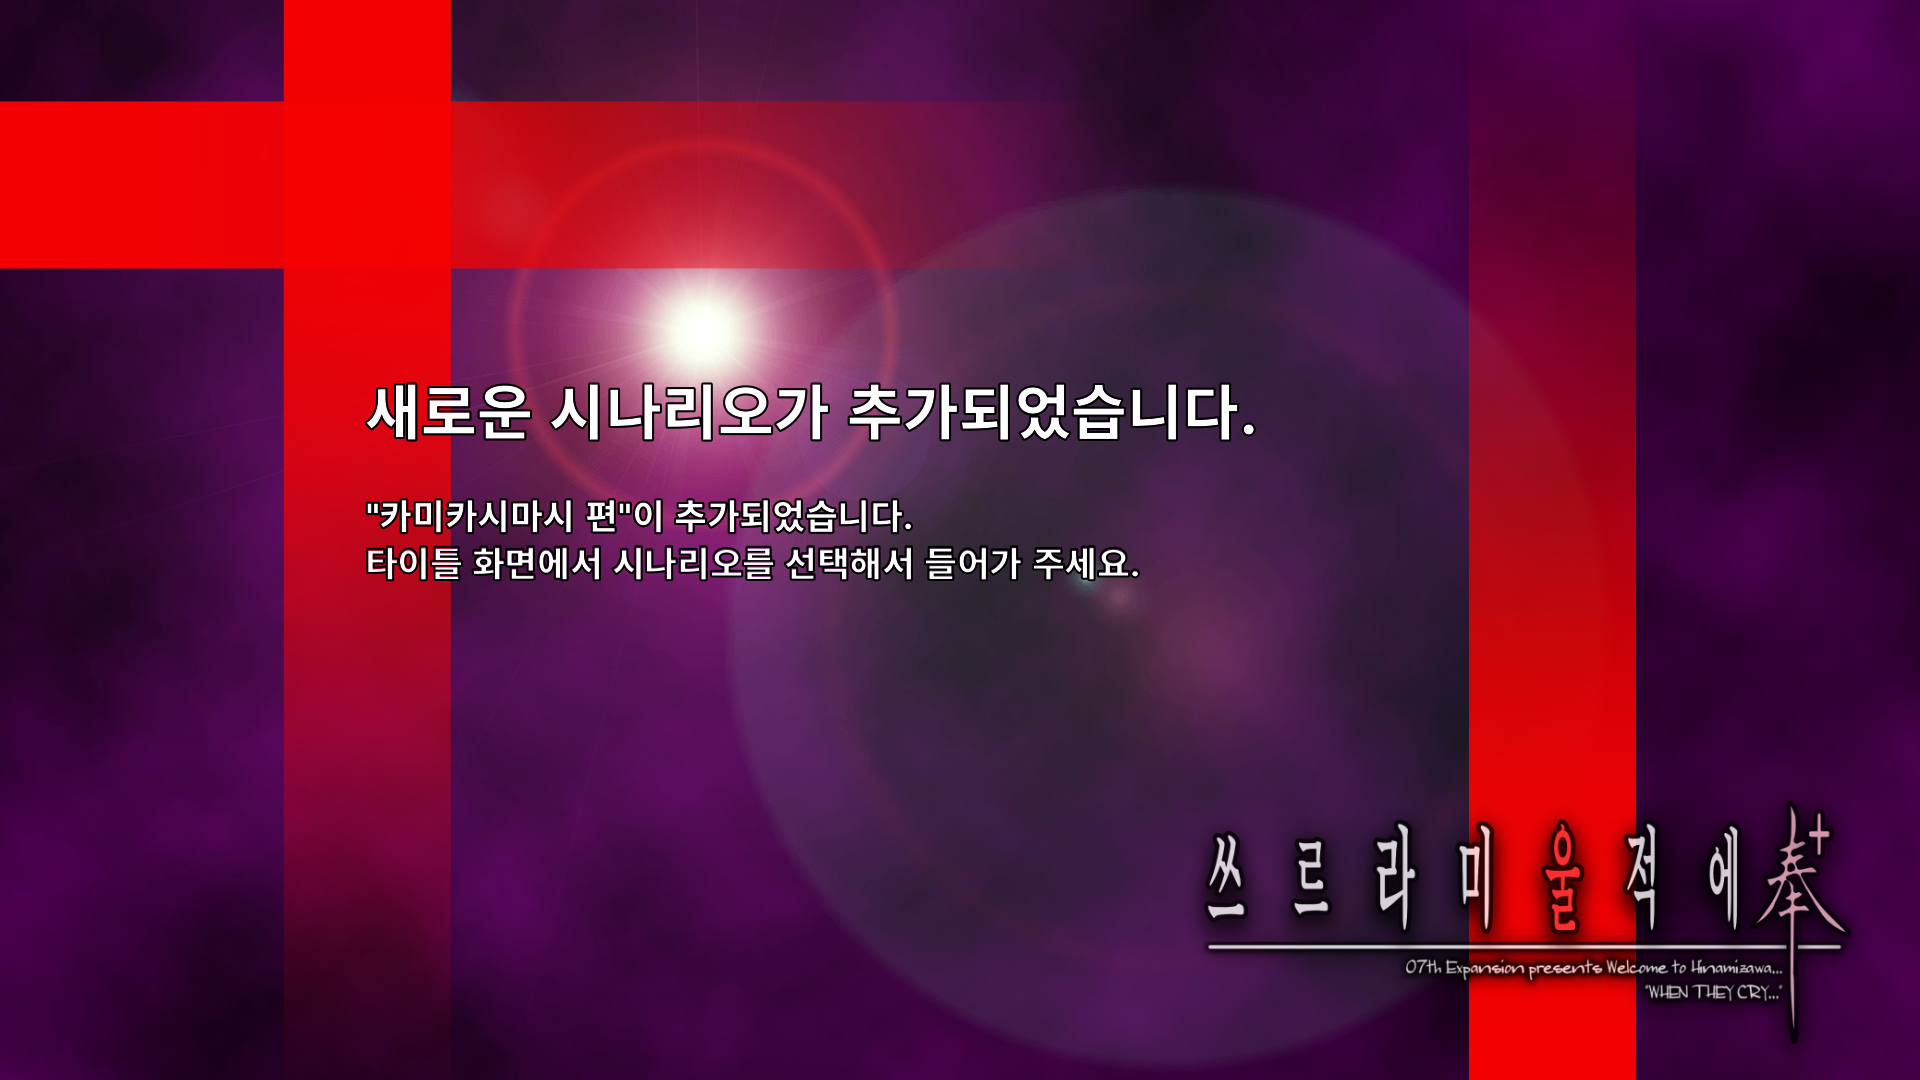 새로운 시나리오가 추가되었습니다.
"카미카시마시 편"이 추가되었습니다.
타이틀 화면에서 시나리오를 선택해서 들어가 주세요.
쓰르라미 울 적에 奉+
07th Expansion presents Welcome to Hinamizawa...
"WHEN THEY CRY..."